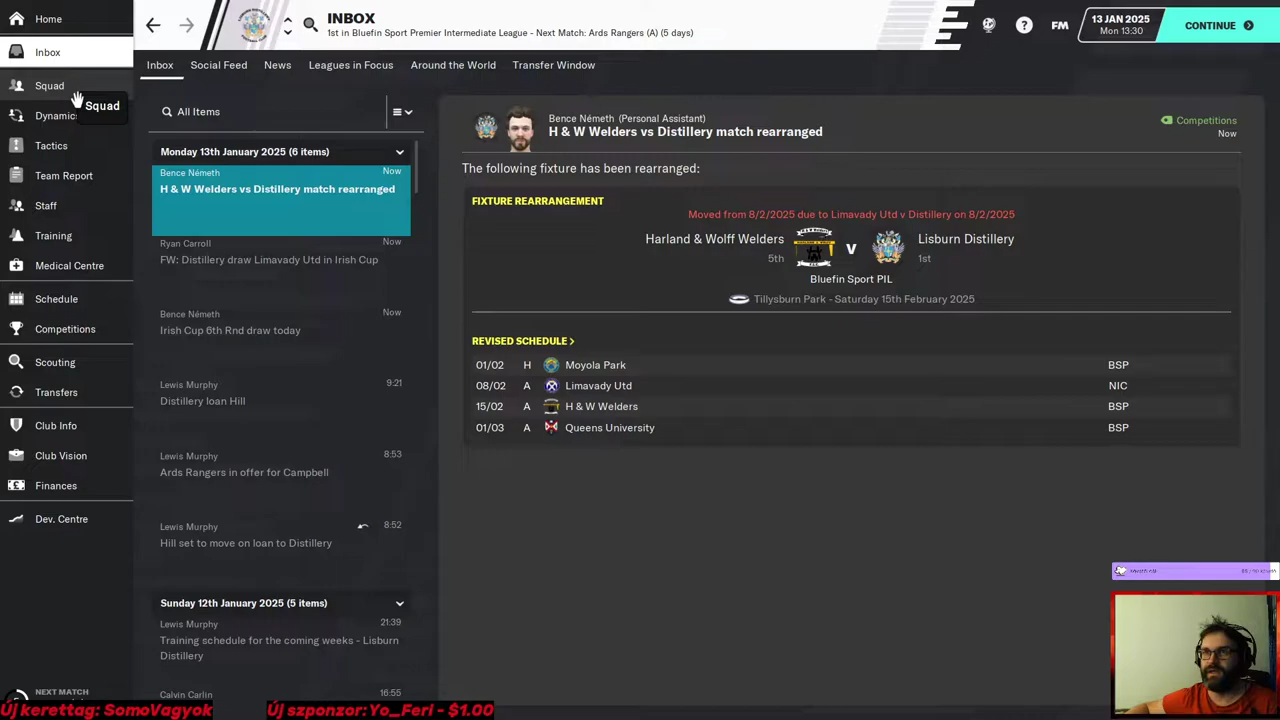 Home
Inbox
Squad
Squad
Dynamic
Tactics
Team Report
Staff
Training
Medical Centre
Schedule
Competitions
Scouting
Transfers
Club Info
Club Vision
Finances
Dev. Centre
NEXT MATCH
INBOX
1st in Bluefin Sport Premier Intermediate League - Next Match: Ards Rangers (A) (5 days)
FM
13 JAN 2025
Mon 13:30
CONTINUE
Inbox
Social Feed
News
Leagues in Focus
Around the World
Transfer Window
All Items
Monday 13th January 2025 (6 items)
Bence Németh
Now
H & W Welders vs Distillery match rearranged
Ryan Carroll
Now
FW: Distillery draw Limavady Utd in Irish Cup
Bence Németh
Now
Irish Cup 6th Rnd draw today
Lewis Murphy
9:21
Distillery loan Hill
Lewis Murphy
8:53
Ards Rangers in offer for Campbell
Lewis Murphy
8:52
Hill set to move on loan to Distillery
Sunday 12th January 2025 (5 items)
Lewis Murphy
21:39
Training schedule for the coming weeks - Lisburn
Distillery
Calvin Carlin
16:55
Bence Németh (Personal Assistant)
H & W Welders vs Distillery match rearranged
Competitions
Now
The following fixture has been rearranged:
FIXTURE REARRANGEMENT
Moved from 8/2/2025 due to Limavady Utd v Distillery on 8/2/2025
Harland & Wolff Welders
5th
V
Lisburn Distillery
1st
Bluefin Sport PIL
Tillysburn Park - Saturday 15th February 2025
REVISED SCHEDULE >
01/02 H Moyola Park BSP
08/02 A Limavady Utd NIC
15/02 A H & W Welders BSP
01/03 A Queens University BSP
Új kerettag: SomoVagyok
Új szponzor: Yo_Feri - $1.00